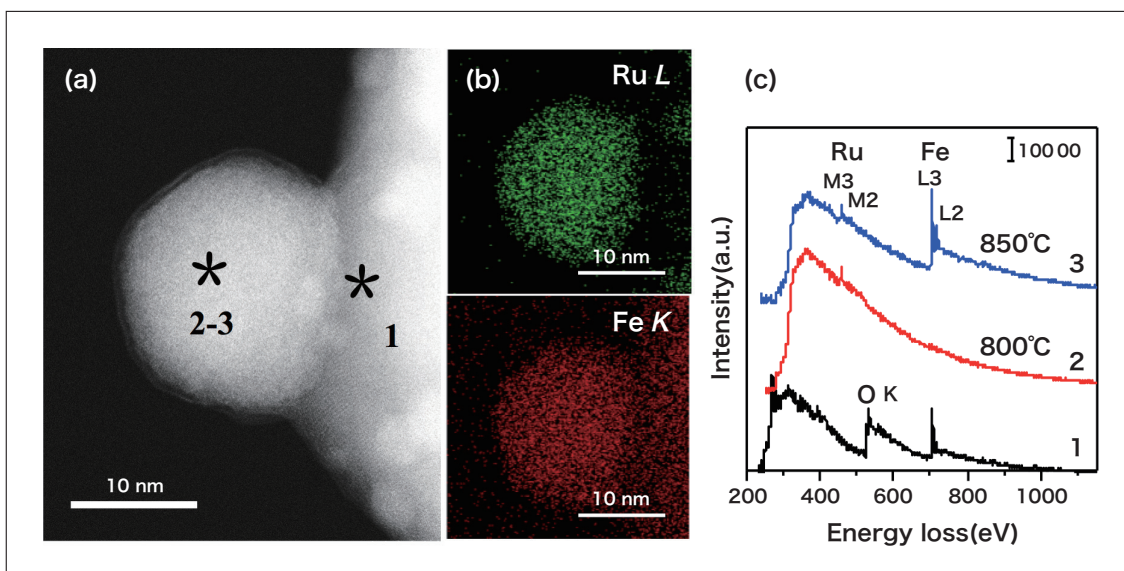 (a)
*
2-3
*
1
10 nm
(b)
Ru L
10 nm
Fe K
10 nm
(c)
Ru
M3
M2
Fe
L3
L2
10000
850℃
3
800℃
2
O K
1
Intensity(a.u.)
200 400 600 800 1000
Energy loss(eV)